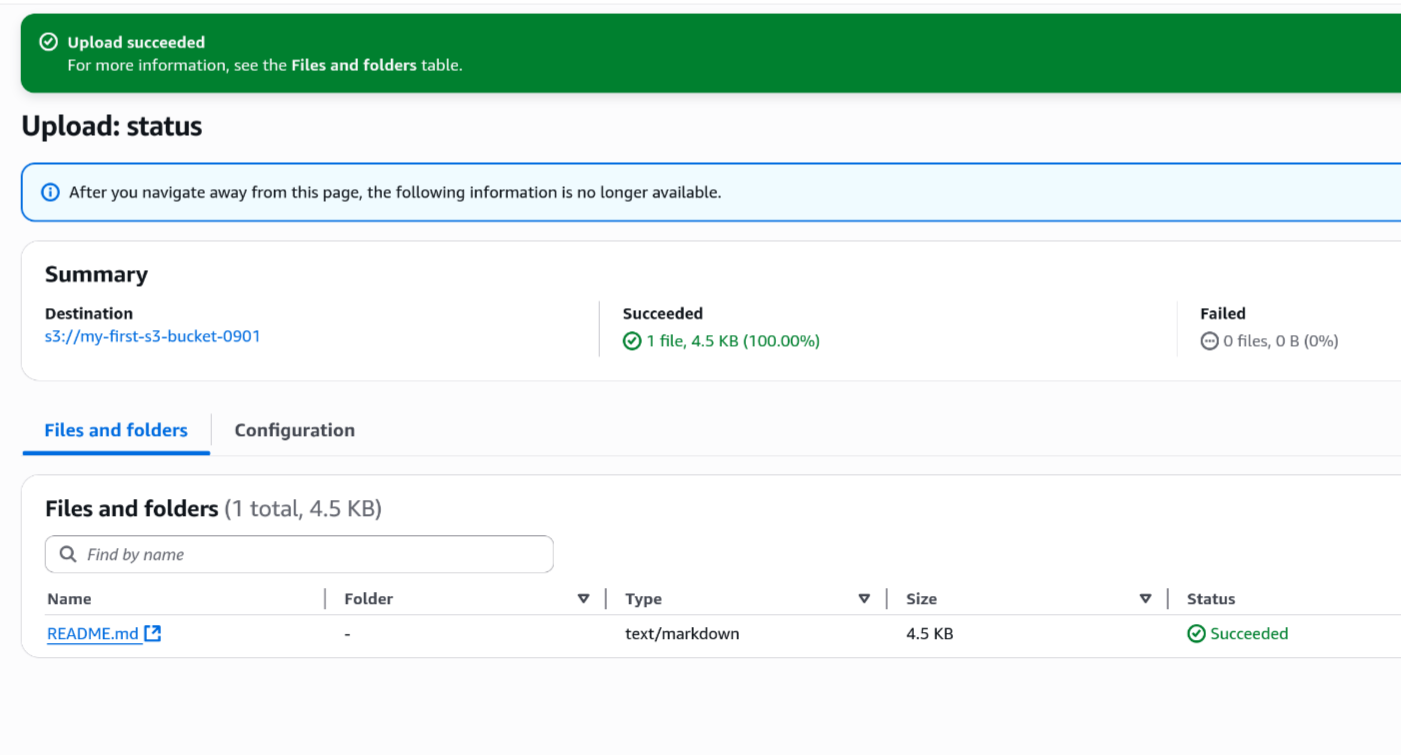 Upload succeeded
For more information, see the Files and folders table.
Upload: status
After you navigate away from this page, the following information is no longer available.
Summary
Destination
s3://my-first-s3-bucket-0901
Succeeded
1 file, 4.5 KB (100.00%)
Failed
0 files, 0 B (0%)
Files and folders
Configuration
Files and folders (1 total, 4.5 KB)
Find by name
Name Folder Type Size Status
README.md - text/markdown 4.5 KB Succeeded